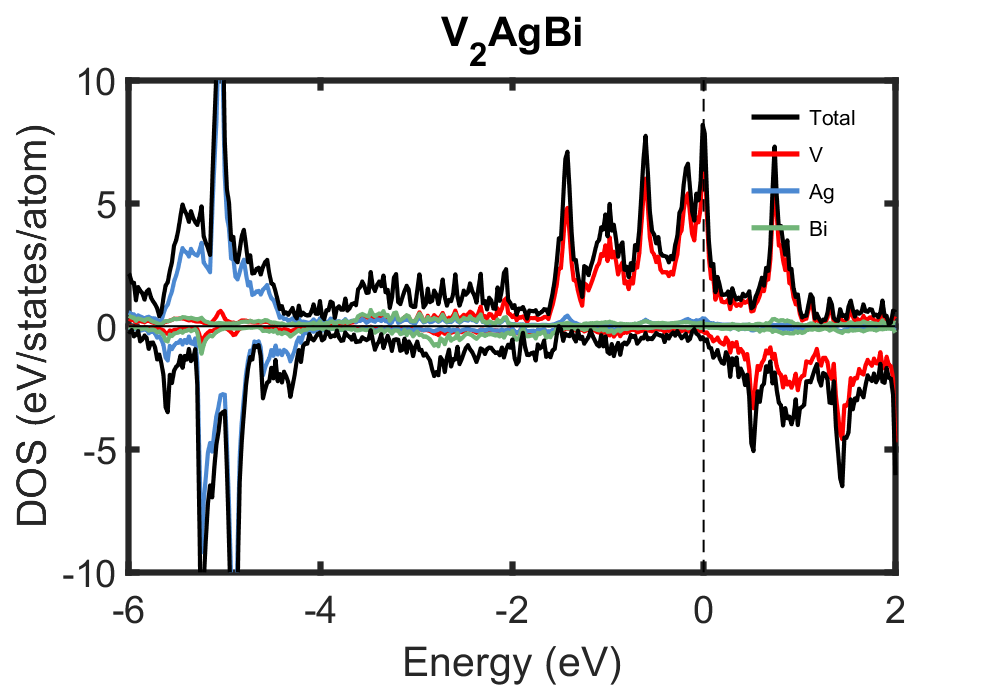 V2AgBi
DOS (eV/states/atom)
10
5
0
-5
-10
Total
V
Ag
Bi
-6 -4 -2 0 2
Energy (eV)